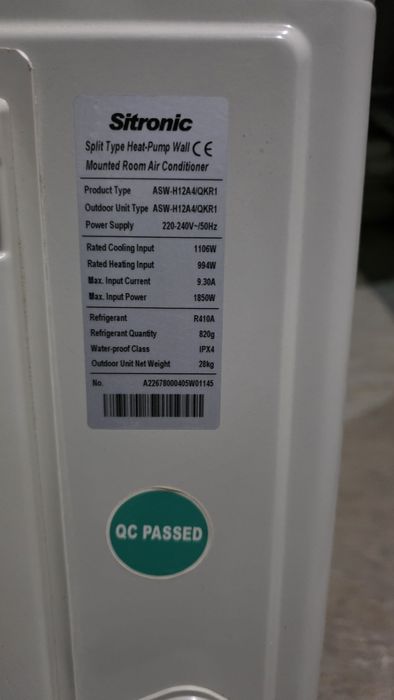 Sitronic
Split Type Heat-Pump Wall CE
Mounted Room Air Conditioner
Product Type ASW-H12A4/QKR1
Outdoor Unit Type ASW-H12A4/QKR1
Power Supply 220-240V~/50Hz
Rated Cooling Input 1106W
Rated Heating Input 994W
Max. Input Current 9.30A
Max. Input Power 1850W
Refrigerant R410A
Refrigerant Quantity 820g
Water-proof Class IPX4
Outdoor Unit Net Weight 28kg
No. A22678000405W01145
QC PASSED